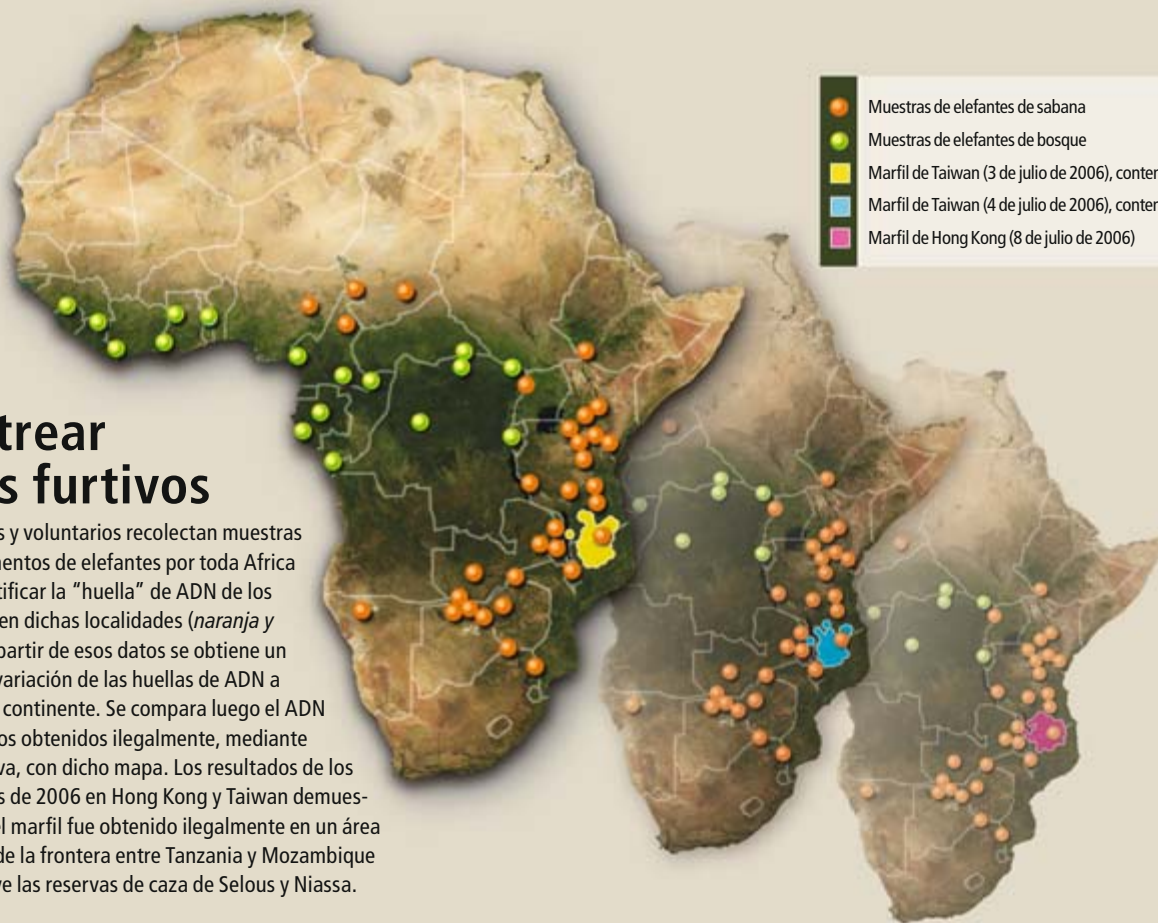 trear
s furtivos
s y voluntarios recolectan muestras
entos de elefantes por toda Africa
tificar la “huella” de ADN de los
en dichas localidades (naranja y
partir de esos datos se obtiene un
variación de las huellas de ADN a
continente. Se compara luego el ADN
os obtenidos ilegalmente, mediante
va, con dicho mapa. Los resultados de los
s de 2006 en Hong Kong y Taiwan demues-
el marfil fue obtenido ilegalmente en un área
de la frontera entre Tanzania y Mozambique
ve las reservas de caza de Selous y Niassa.
Muestras de elefantes de sabana
Muestras de elefantes de bosque
Marfil de Taiwan (3 de julio de 2006), conten
Marfil de Taiwan (4 de julio de 2006), conten
Marfil de Hong Kong (8 de julio de 2006)